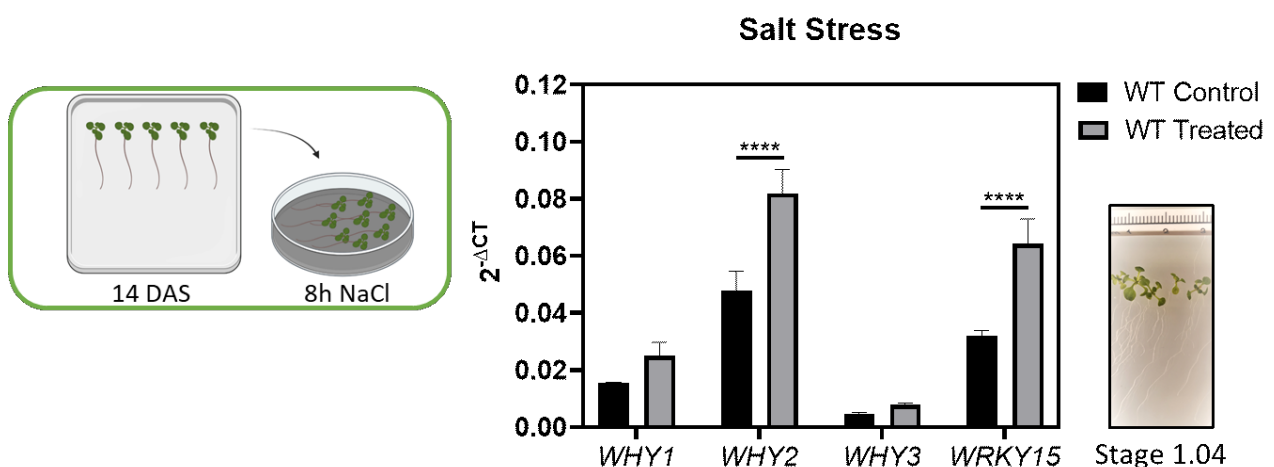 Salt Stress
14 DAS
8h NaCl
2^-ΔCT
0.12
0.10
0.08
0.06
0.04
0.02
0.00
****
****
WHY1
WHY2
WHY3
WRKY15
WT Control
WT Treated
Stage 1.04